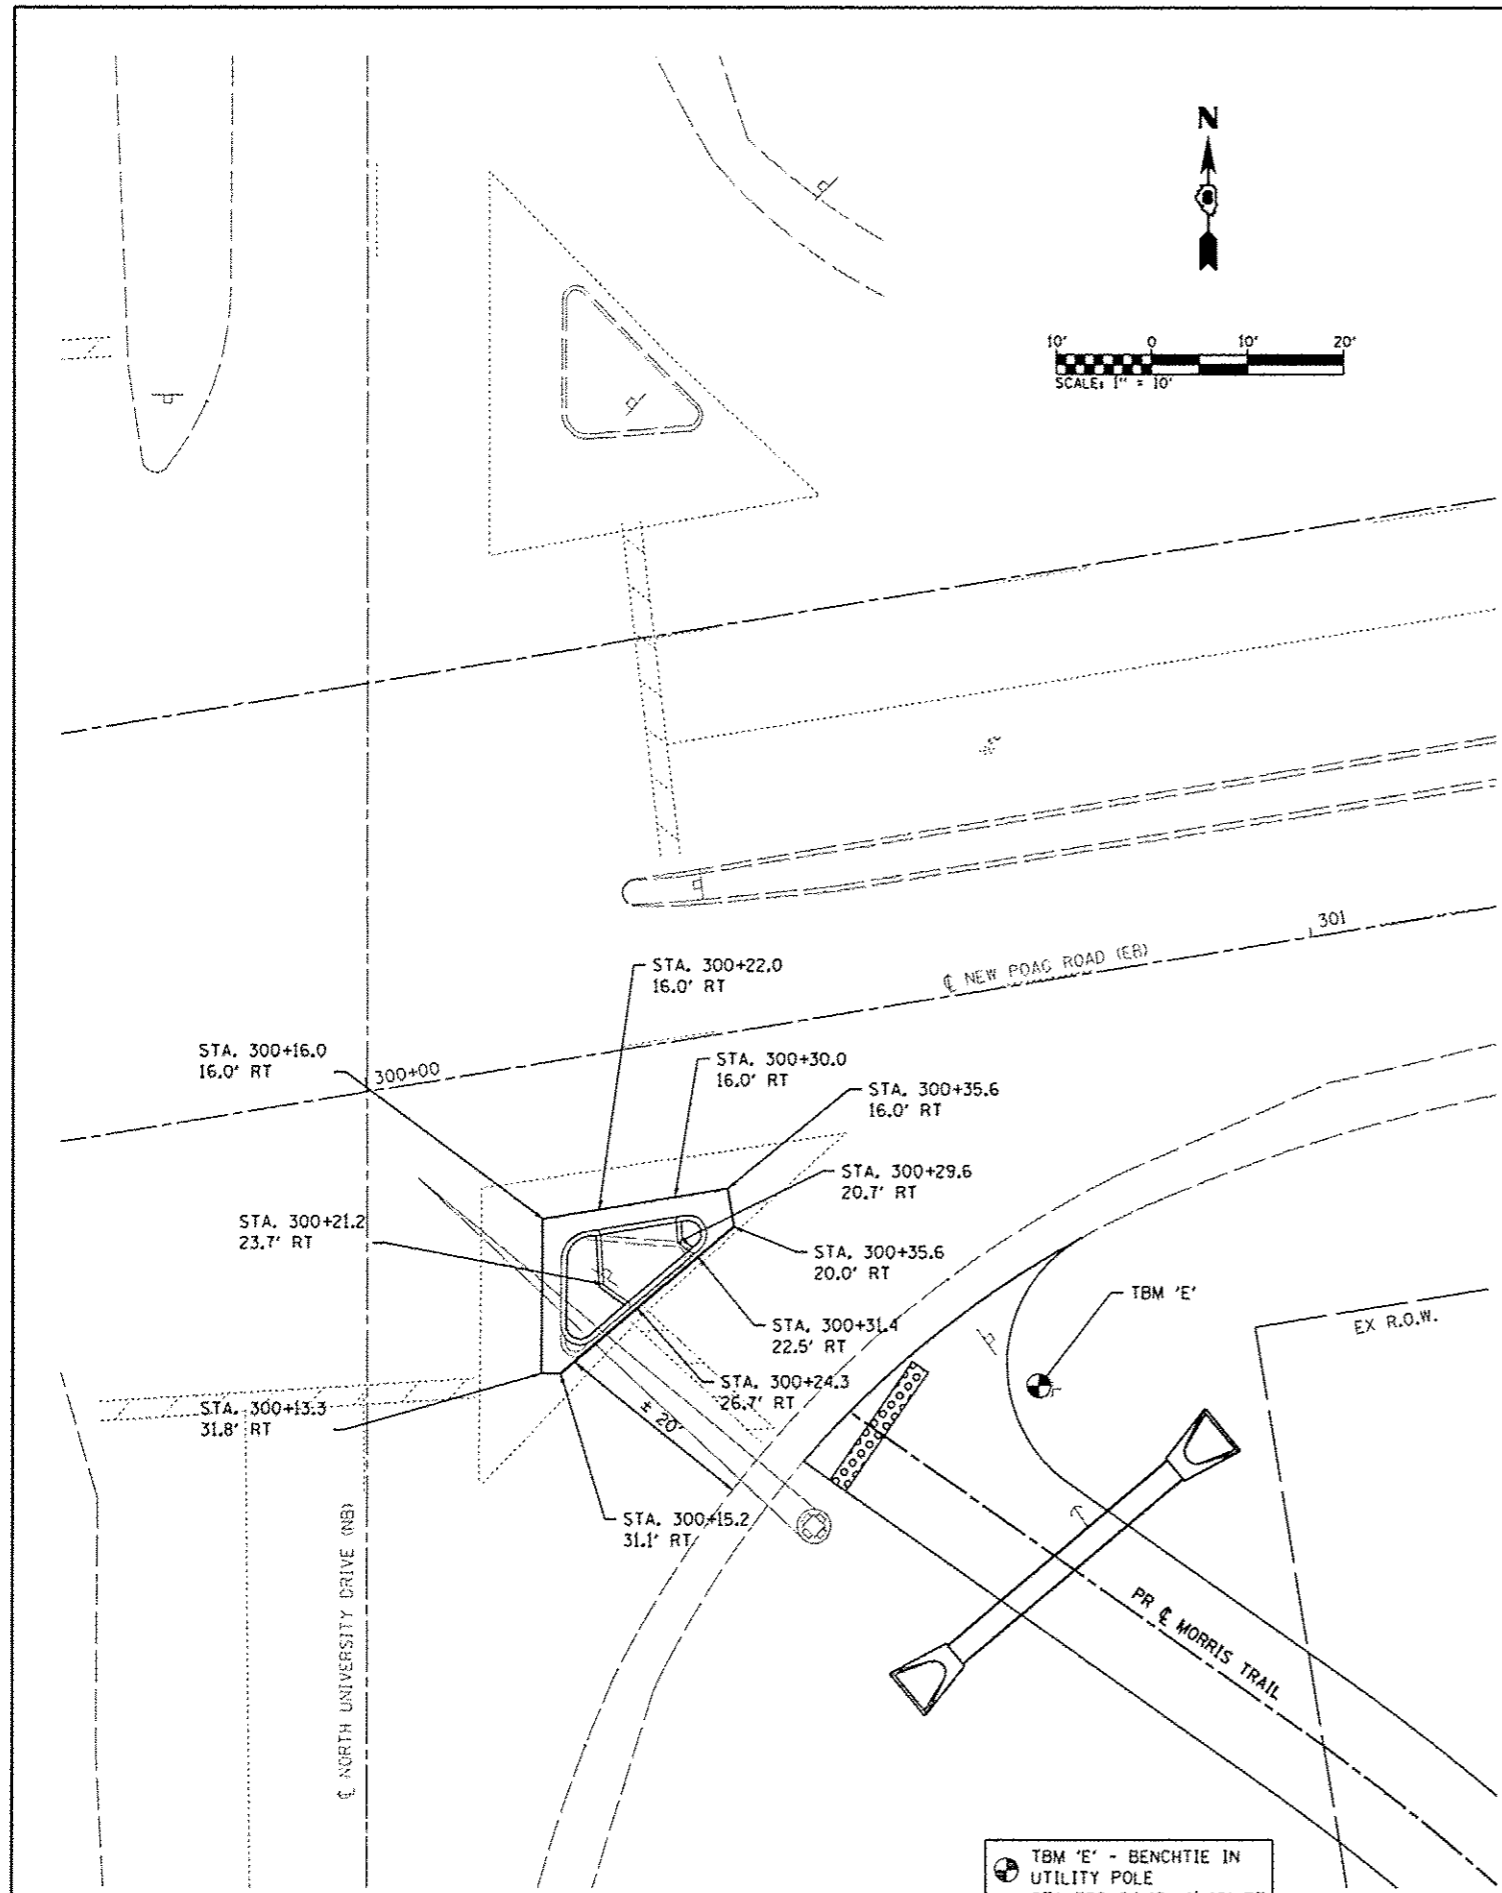 N
10' 0 10' 20'
SCALE: 1" = 10'
301
℄ NEW POAG ROAD (EB)
STA. 300+22.0
16.0' RT
STA. 300+16.0
16.0' RT
300+00
STA. 300+30.0
16.0' RT
STA. 300+35.6
16.0' RT
STA. 300+29.6
20.7' RT
STA. 300+21.2
23.7' RT
STA. 300+35.6
20.0' RT
TBM 'E'
EX R.O.W.
STA. 300+31.4
22.5' RT
STA. 300+24.3
26.7' RT
STA. 300+13.3
31.8' RT
± 20'
STA. 300+15.2
31.1' RT
℄ NORTH UNIVERSITY DRIVE (NB)
PR ℄ MORRIS TRAIL
TBM 'E' - BENCHTIE IN
UTILITY POLE